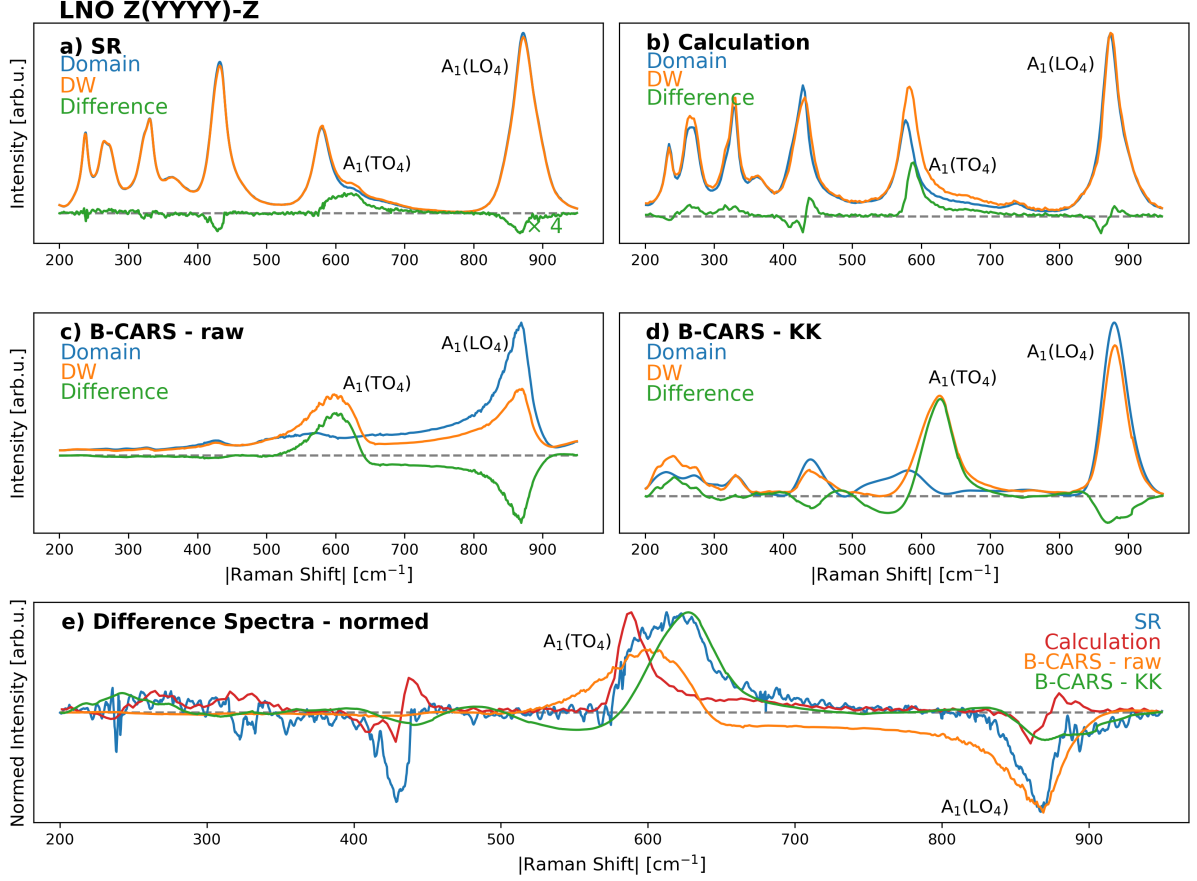 LNO Z(YYYY)-Z
a) SR
Domain
DW
Difference
A₁(LO₄)
A₁(TO₄)
× 4
Intensity [arb.u.]
200 300 400 500 600 700 800 900
b) Calculation
Domain
DW
Difference
A₁(LO₄)
A₁(TO₄)
200 300 400 500 600 700 800 900
c) B-CARS - raw
Domain
DW
Difference
A₁(LO₄)
A₁(TO₄)
Intensity [arb.u.]
200 300 400 500 600 700 800 900
|Raman Shift| [cm⁻¹]
d) B-CARS - KK
Domain
DW
Difference
A₁(LO₄)
A₁(TO₄)
200 300 400 500 600 700 800 900
|Raman Shift| [cm⁻¹]
e) Difference Spectra - normed
A₁(TO₄)
SR
Calculation
B-CARS - raw
B-CARS - KK
A₁(LO₄)
Normed Intensity [arb.u.]
200 300 400 500 600 700 800 900
|Raman Shift| [cm⁻¹]